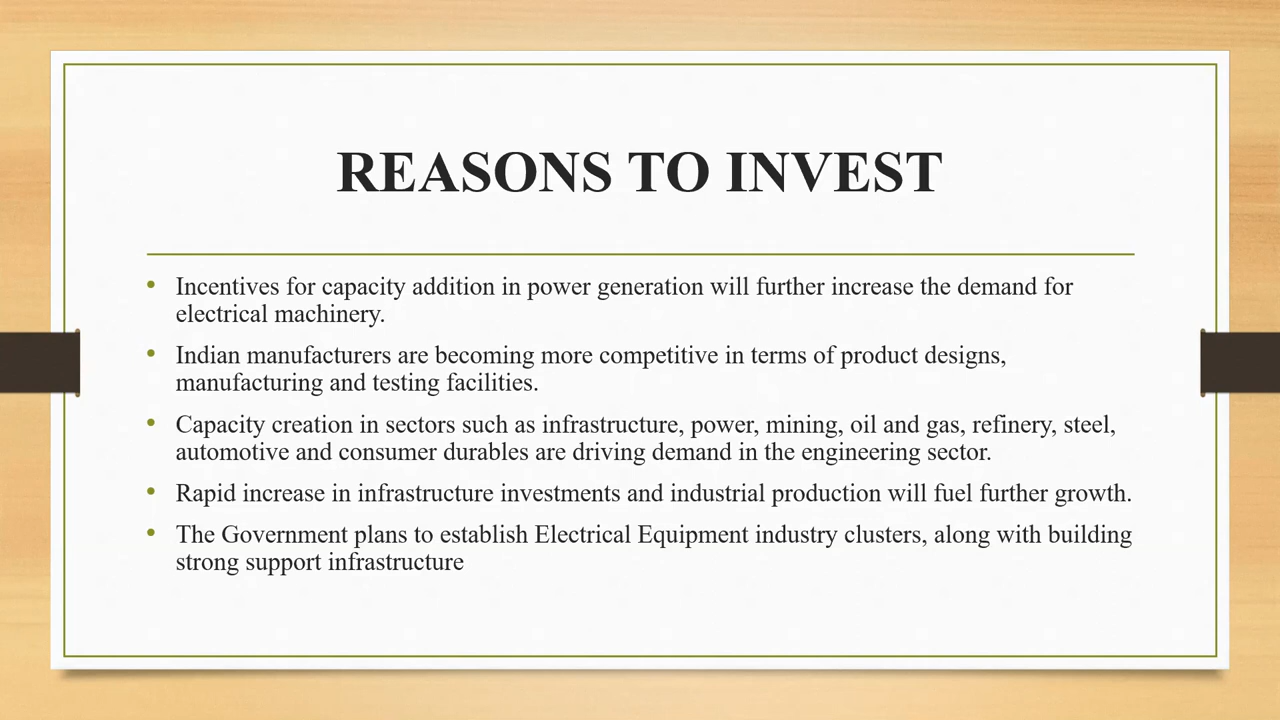 REASONS TO INVEST
• Incentives for capacity addition in power generation will further increase the demand for
electrical machinery.
• Indian manufacturers are becoming more competitive in terms of product designs,
manufacturing and testing facilities.
• Capacity creation in sectors such as infrastructure, power, mining, oil and gas, refinery, steel,
automotive and consumer durables are driving demand in the engineering sector.
• Rapid increase in infrastructure investments and industrial production will fuel further growth.
• The Government plans to establish Electrical Equipment industry clusters, along with building
strong support infrastructure